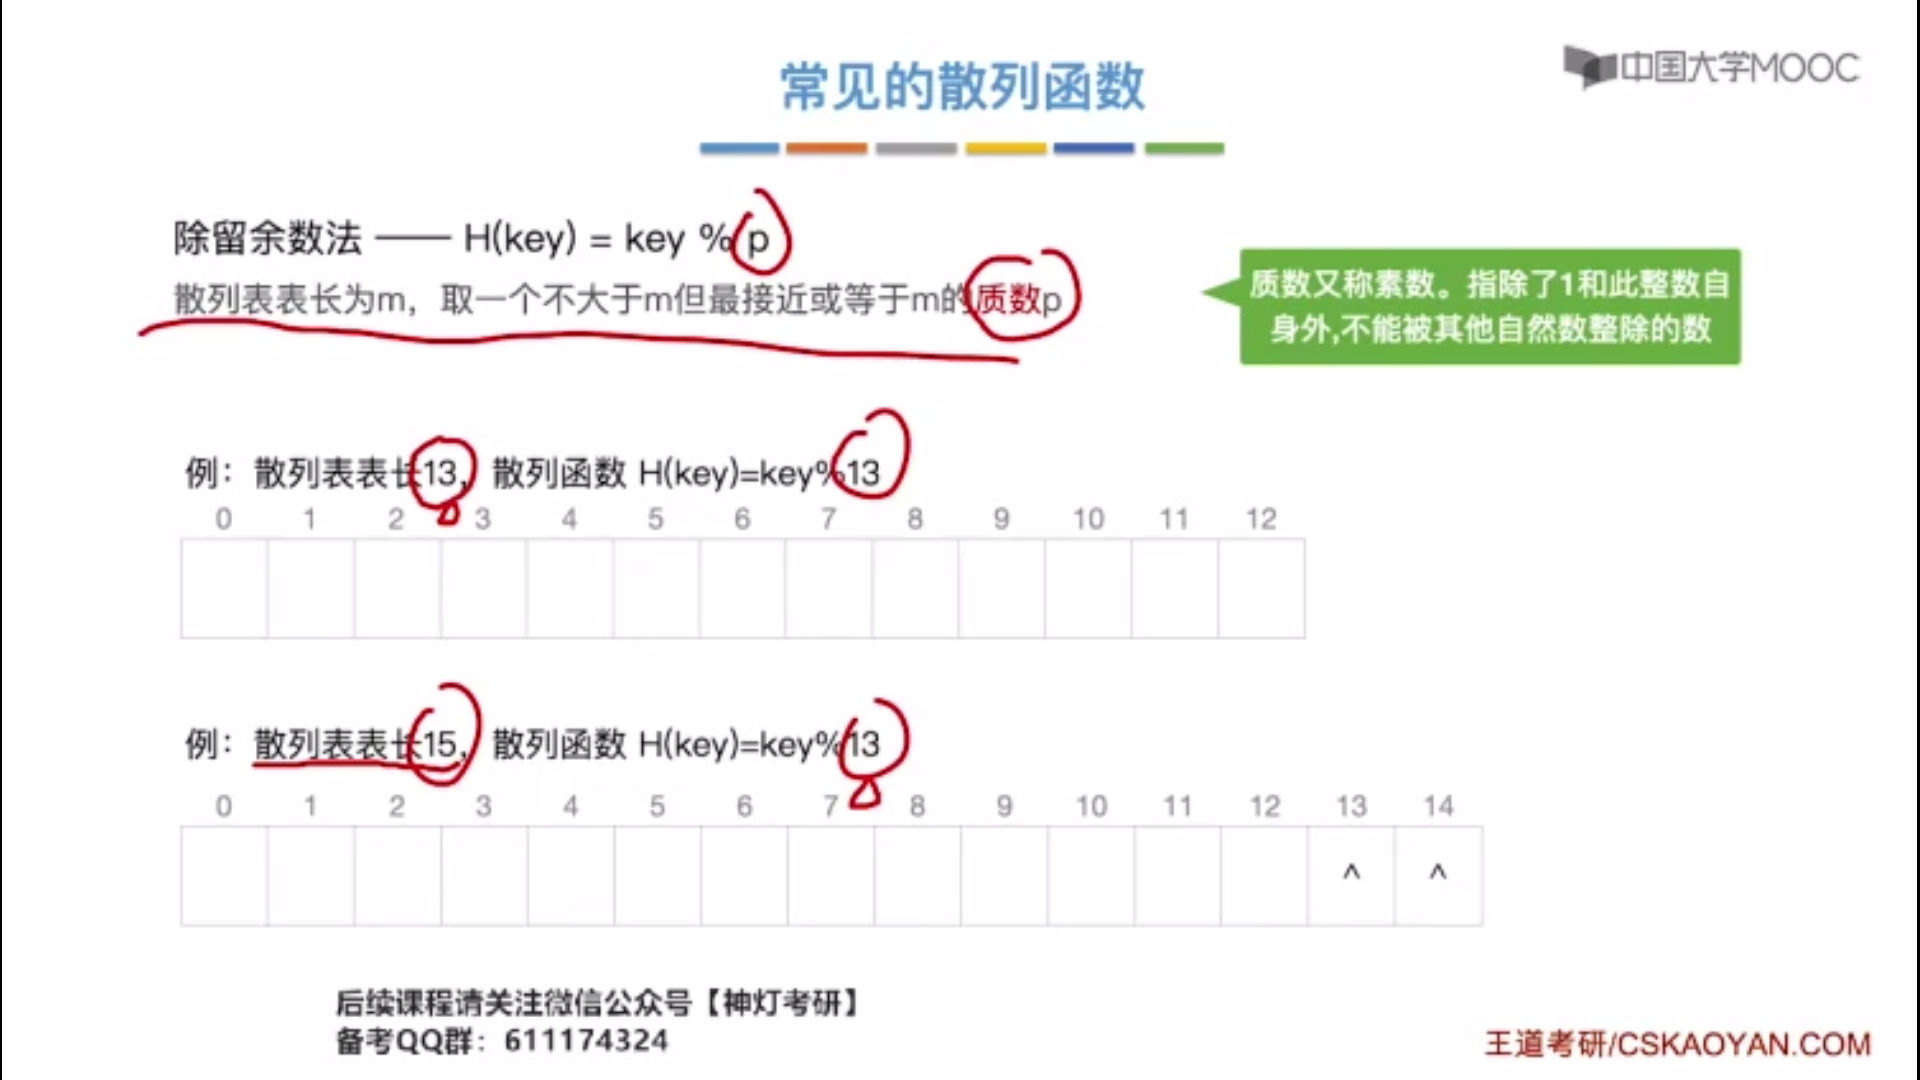 常见的散列函数
中国大学MOOC
除留余数法 —— H(key) = key % p
散列表表长为m，取一个不大于m但最接近或等于m的质数p
质数又称素数。指除了1和此整数自
身外,不能被其他自然数整除的数
例：散列表表长13，散列函数 H(key)=key%13
0 1 2 3 4 5 6 7 8 9 10 11 12
例：散列表表长15，散列函数 H(key)=key%13
0 1 2 3 4 5 6 7 8 9 10 11 12 13 14
^ ^
后续课程请关注微信公众号【神灯考研】
备考QQ群：611174324
王道考研/CSKAOYAN.COM